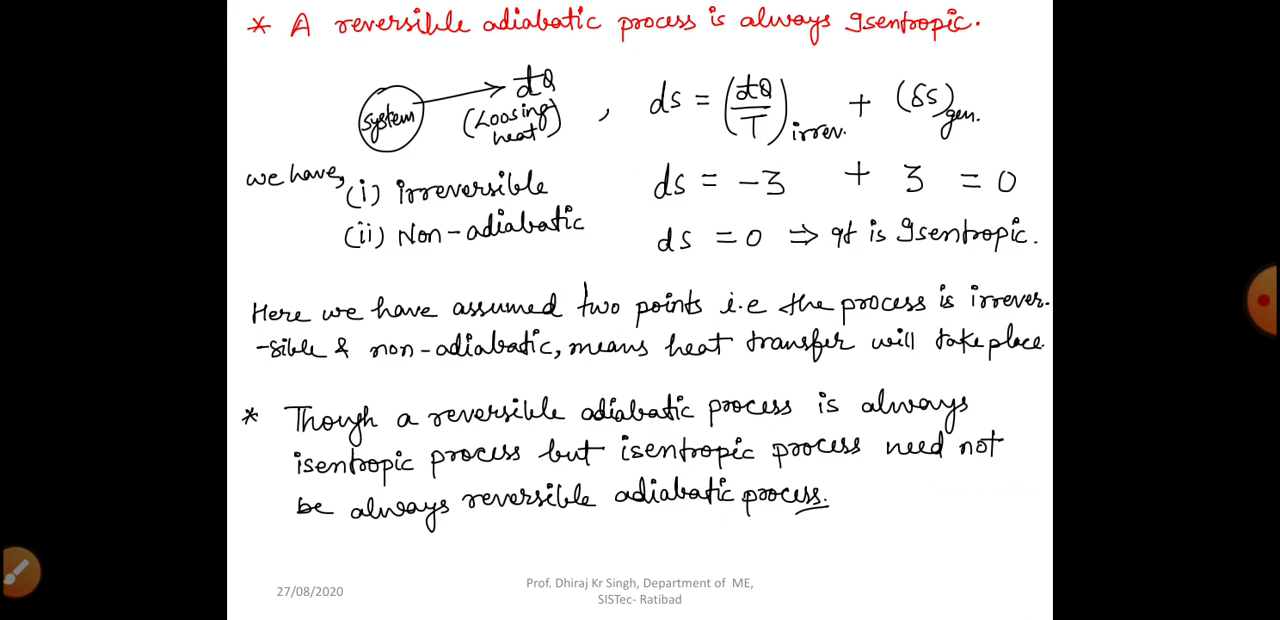 * A reversible adiabatic process is always Isentropic.
System → đQ (Loosing heat) , ds = (đQ/T)irrev. + (δs)gen.
we have, (i) irreversible ds = -3 + 3 = 0
(ii) Non-adiabatic ds = 0 ⇒ It is Isentropic.
Here we have assumed two points i.e the process is irrever-
-sible & non-adiabatic, means heat transfer will take place.
* Though a reversible adiabatic process is always
isentropic process but isentropic process need not
be always reversible adiabatic process.
27/08/2020
Prof. Dhiraj Kr Singh, Department of ME,
SISTec- Ratibad